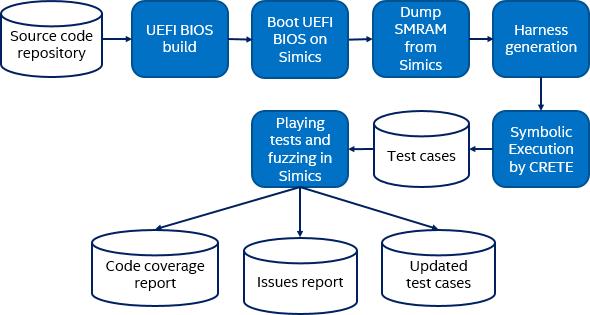 Source code
repository
UEFI BIOS
build
Boot UEFI
BIOS on
Simics
Dump
SMRAM
from
Simics
Harness
generation
Playing
tests and
fuzzing in
Simics
Test cases
Symbolic
Execution
by CRETE
Code coverage
report
Issues report
Updated
test cases